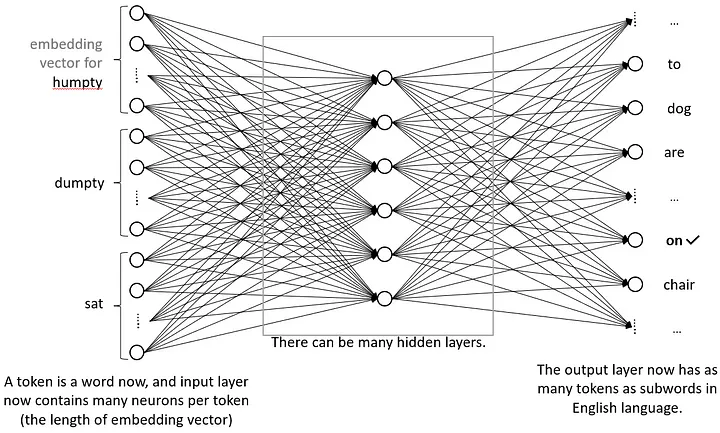 embedding
vector for
humpty
dumpty
sat
A token is a word now, and input layer
now contains many neurons per token
(the length of embedding vector)
There can be many hidden layers.
...
to
dog
are
...
on ✓
chair
...
The output layer now has as
many tokens as subwords in
English language.